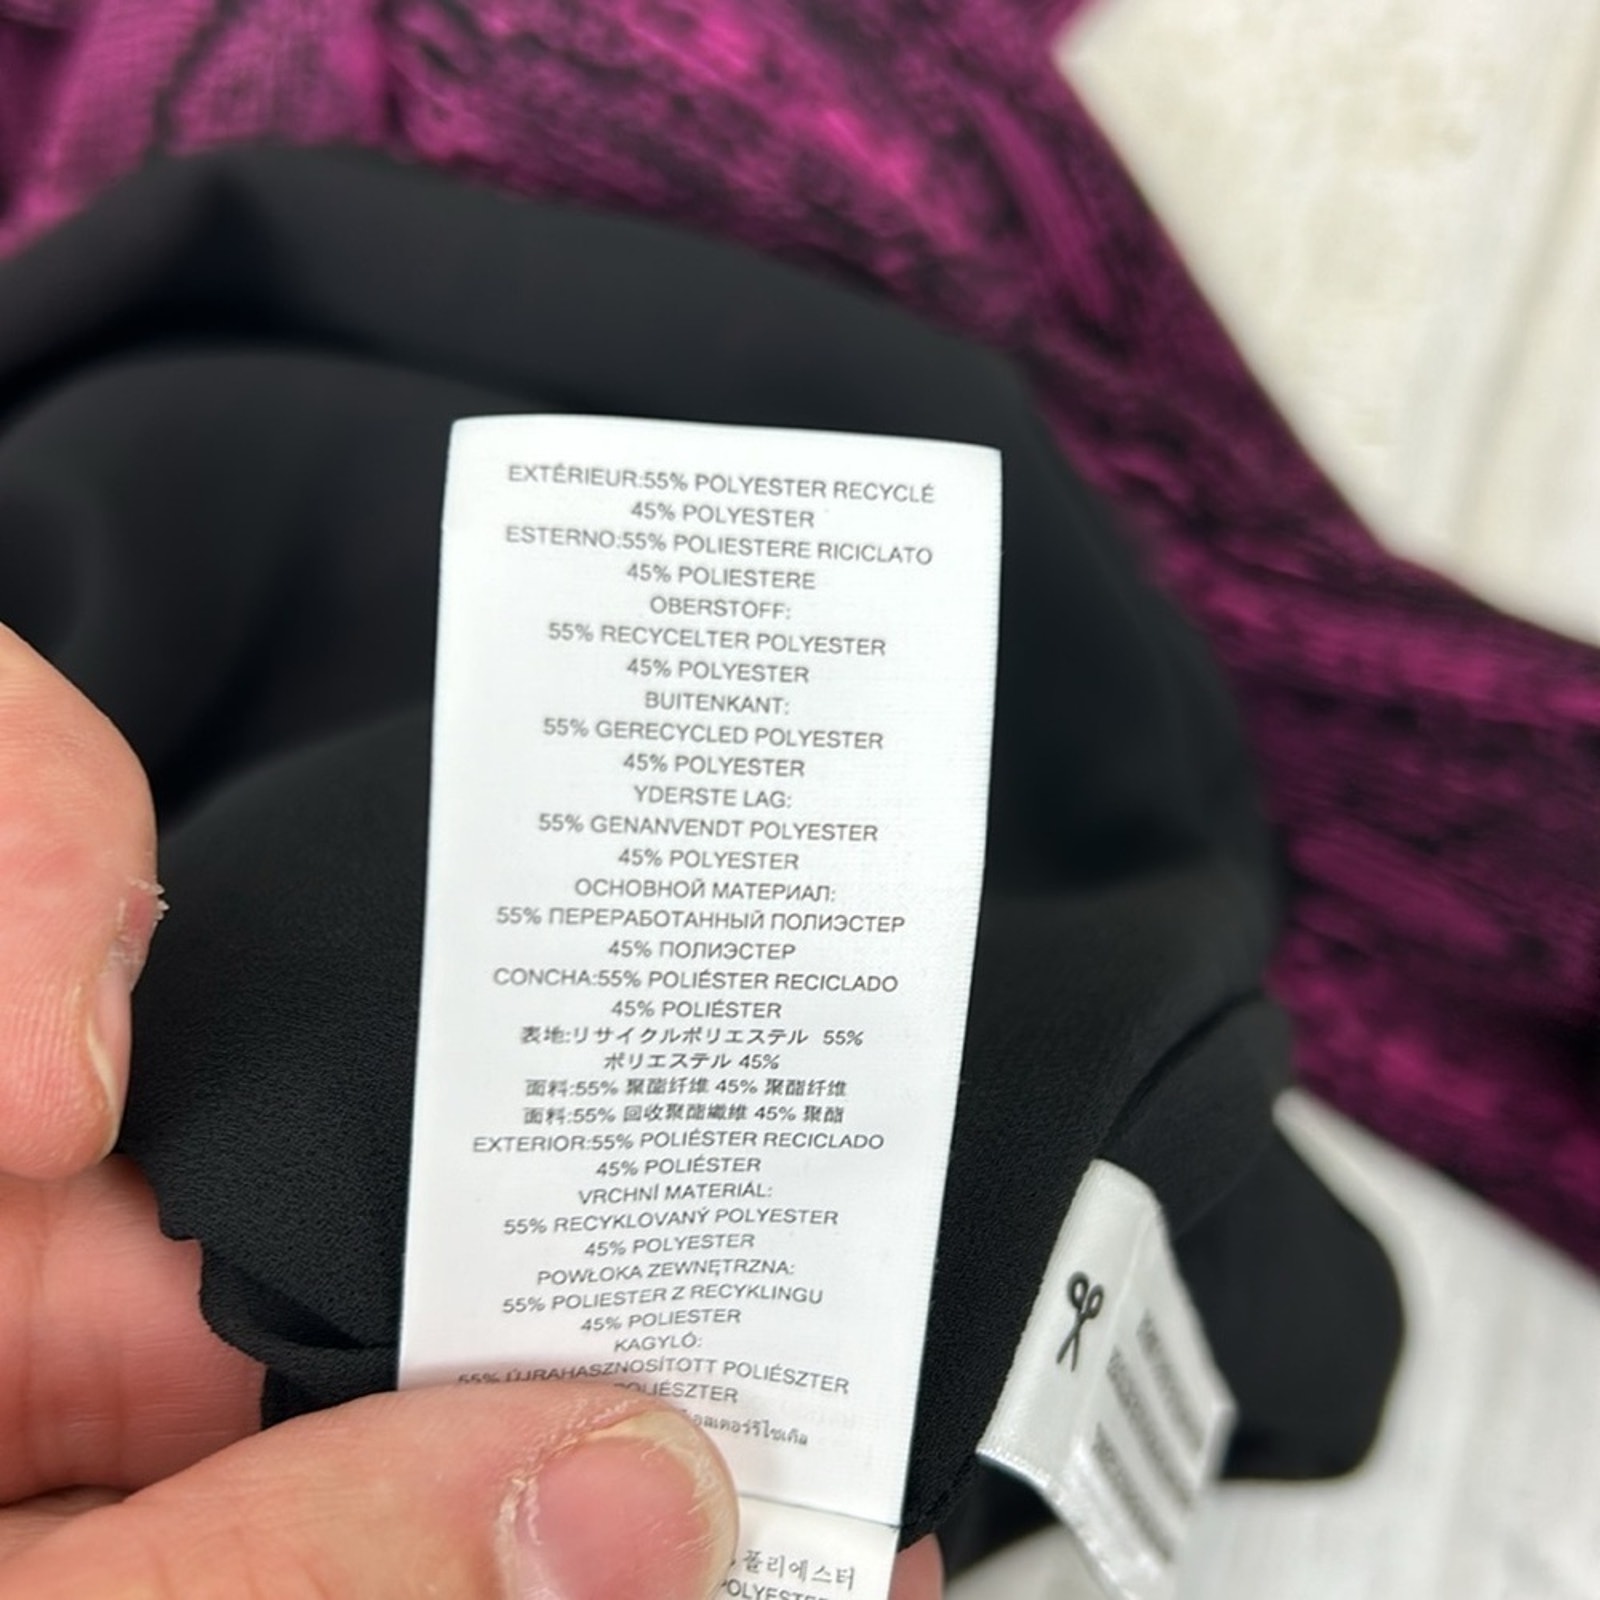 EXTÉRIEUR:55% POLYESTER RECYCLÉ
45% POLYESTER
ESTERNO:55% POLIESTERE RICICLATO
45% POLIESTERE
OBERSTOFF:
55% RECYCELTER POLYESTER
45% POLYESTER
BUITENKANT:
55% GERECYCLED POLYESTER
45% POLYESTER
YDERSTE LAG:
55% GENANVENDT POLYESTER
45% POLYESTER
ОСНОВНОЙ МАТЕРИАЛ:
55% ПЕРЕРАБОТАННЫЙ ПОЛИЭСТЕР
45% ПОЛИЭСТЕР
CONCHA:55% POLIÉSTER RECICLADO
45% POLIÉSTER
表地:リサイクルポリエステル 55%
ポリエステル 45%
面料:55% 聚酯纤维 45% 聚酯纤维
面料:55% 回收聚酯纖維 45% 聚酯
EXTERIOR:55% POLIÉSTER RECICLADO
45% POLIÉSTER
VRCHNÍ MATERIÁL:
55% RECYKLOVANÝ POLYESTER
45% POLYESTER
POWŁOKA ZEWNĘTRZNA:
55% POLIESTER Z RECYKLINGU
45% POLIESTER
KAGYLÓ:
55% ÚJRAHASZNOSÍTOTT POLIÉSZTER
POLIÉSZTER
폴리에스터
POLYESTER